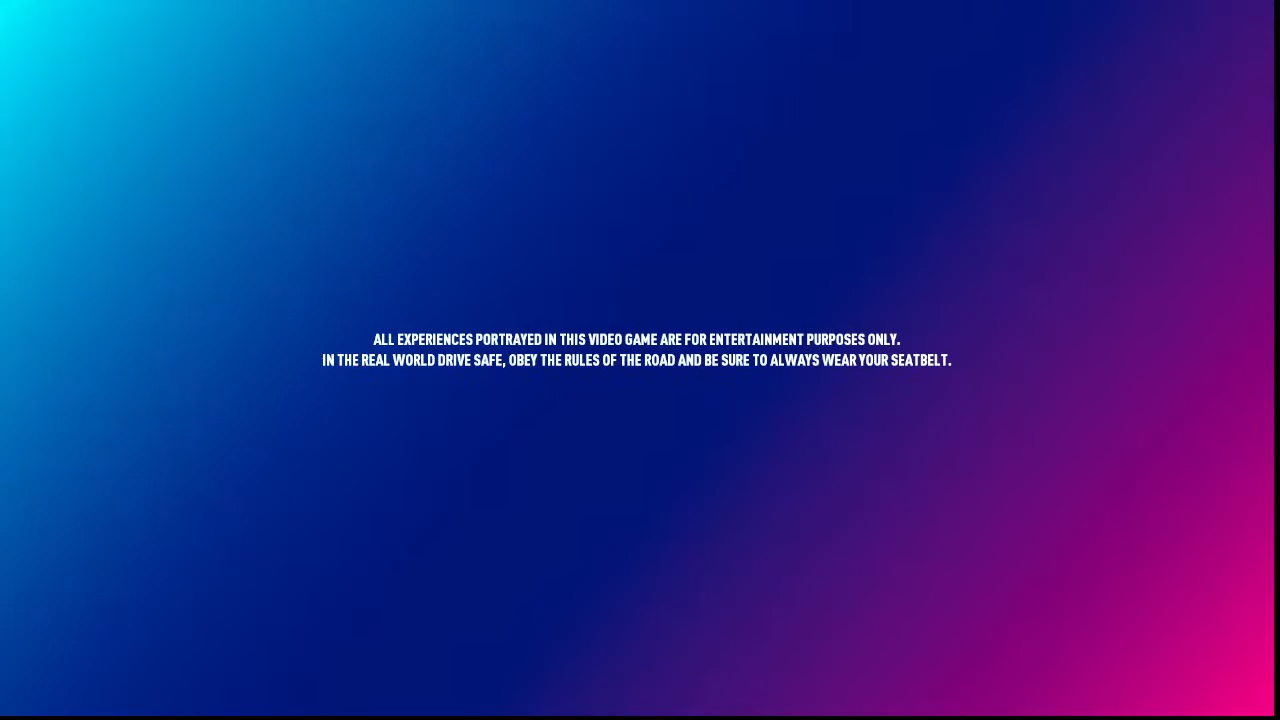 ALL EXPERIENCES PORTRAYED IN THIS VIDEO GAME ARE FOR ENTERTAINMENT PURPOSES ONLY.
IN THE REAL WORLD DRIVE SAFE, OBEY THE RULES OF THE ROAD AND BE SURE TO ALWAYS WEAR YOUR SEATBELT.